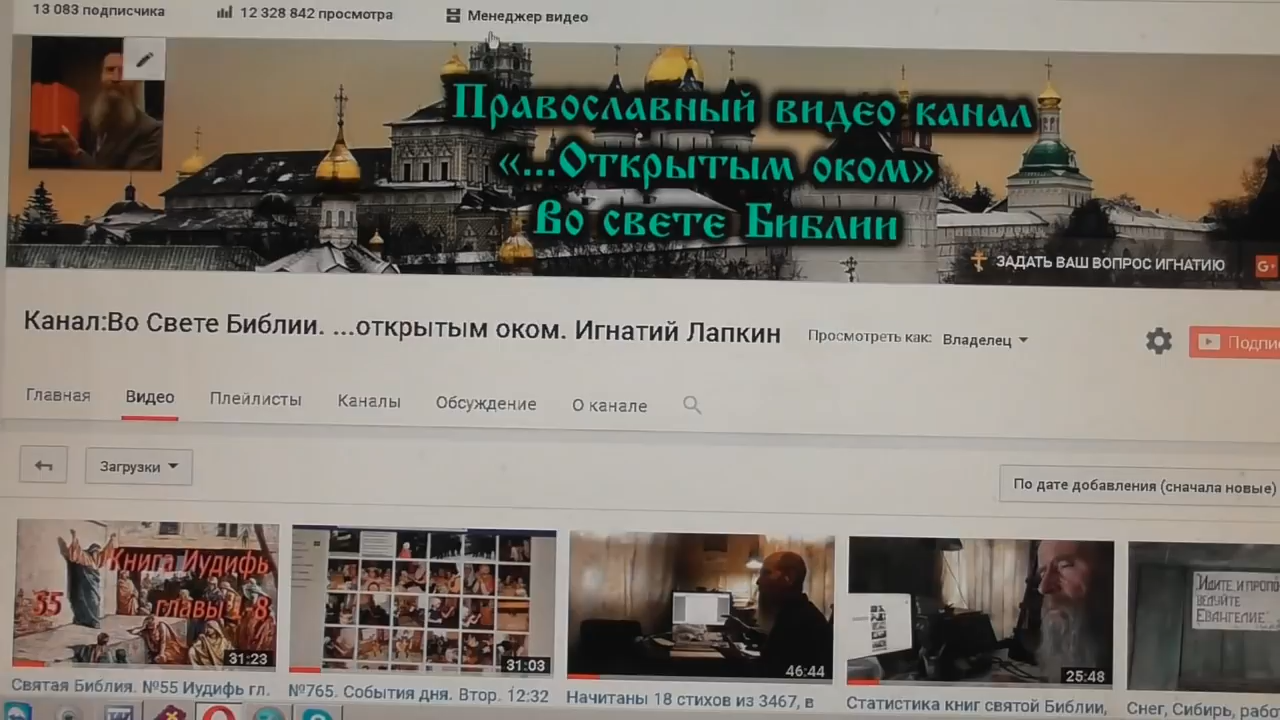 13 083 подписчика 12 328 842 просмотра Менеджер видео
Православный видео канал
«...Открытым оком»
Во свете Библии
ЗАДАТЬ ВАШ ВОПРОС ИГНАТИЮ G+
Канал:Во Свете Библии. ...открытым оком. Игнатий Лапкин Просмотреть как: Владелец
Главная Видео Плейлисты Каналы Обсуждение О канале
Загрузки
По дате добавления (сначала новые)
Книга Иудифь
35 главы 1-8
ИДИТЕ, И ПРОПО
ВЕДУЙТЕ
ЕВАНГЕЛИЕ
31:23 31:03 46:44 25:48
Святая Библия. №55 Иудифь гл. №765. События дня. Втор. 12:32 Начитаны 18 стихов из 3467, в Статистика книг святой Библии, Снег, Сибирь,